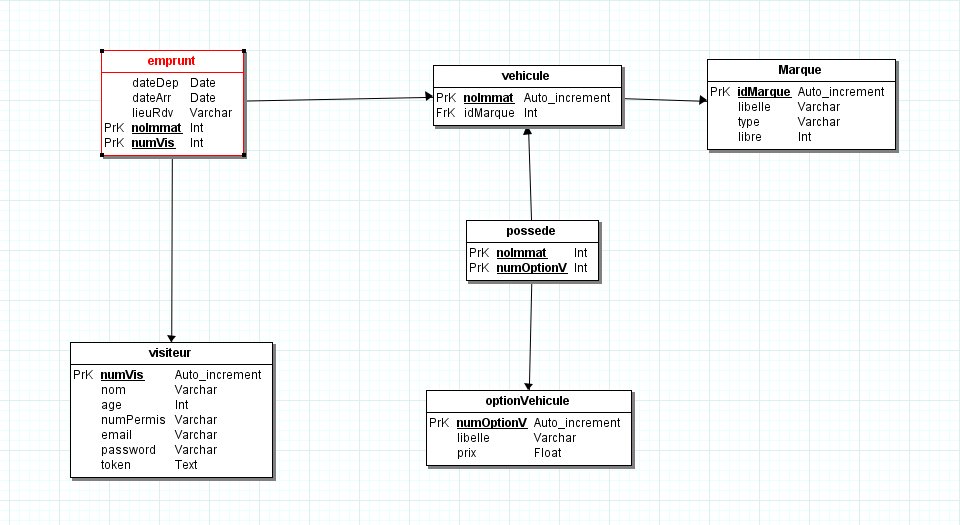 emprunt
dateDep Date
dateArr Date
lieuRdv Varchar
PrK noImmat Int
PrK numVis Int
vehicule
PrK noImmat Auto_increment
FrK idMarque Int
Marque
PrK idMarque Auto_increment
libelle Varchar
type Varchar
libre Int
possede
PrK noImmat Int
PrK numOptionV Int
visiteur
PrK numVis Auto_increment
nom Varchar
age Int
numPermis Varchar
email Varchar
password Varchar
token Text
optionVehicule
PrK numOptionV Auto_increment
libelle Varchar
prix Float